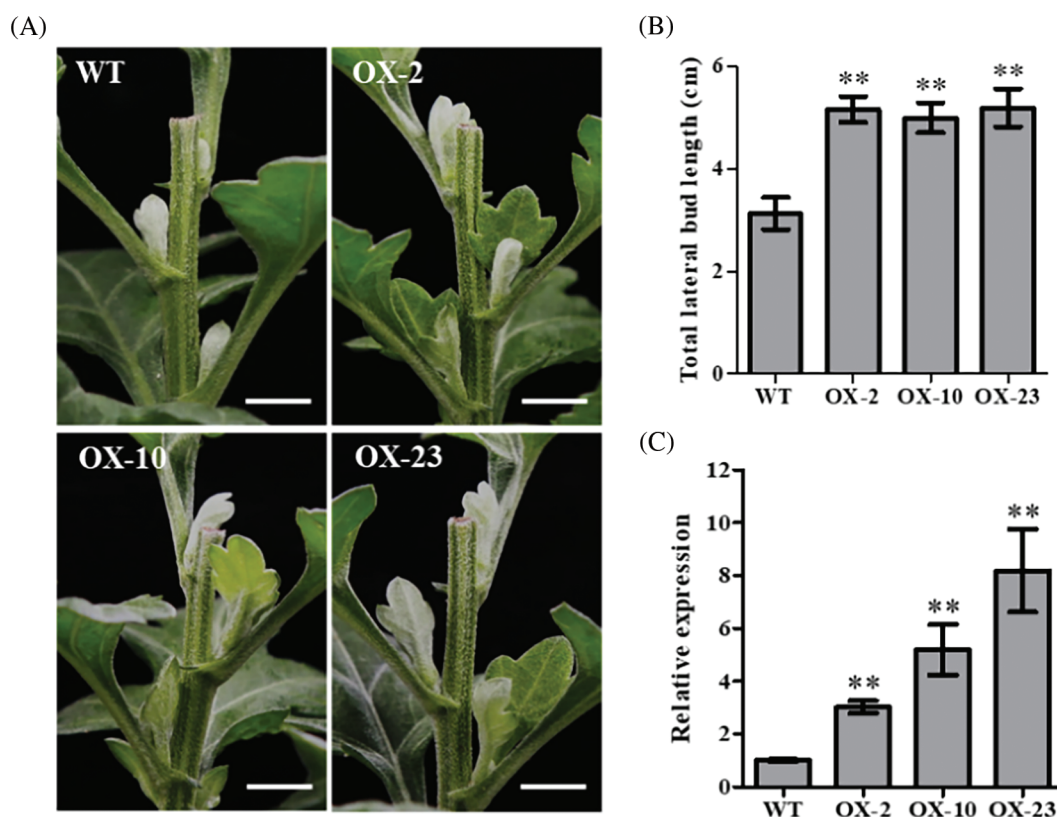 (A)
WT
OX-2
OX-10
OX-23
(B)
Total lateral bud length (cm)
6
4
2
0
**
**
**
WT OX-2 OX-10 OX-23
(C)
Relative expression
12
10
8
6
4
2
0
**
**
**
WT OX-2 OX-10 OX-23